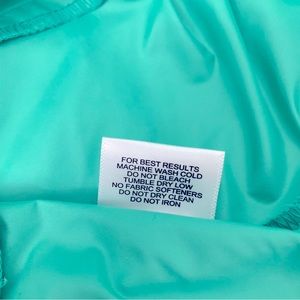 FOR BEST RESULTS
MACHINE WASH COLD
DO NOT BLEACH
TUMBLE DRY LOW
NO FABRIC SOFTENERS
DO NOT DRY CLEAN
DO NOT IRON